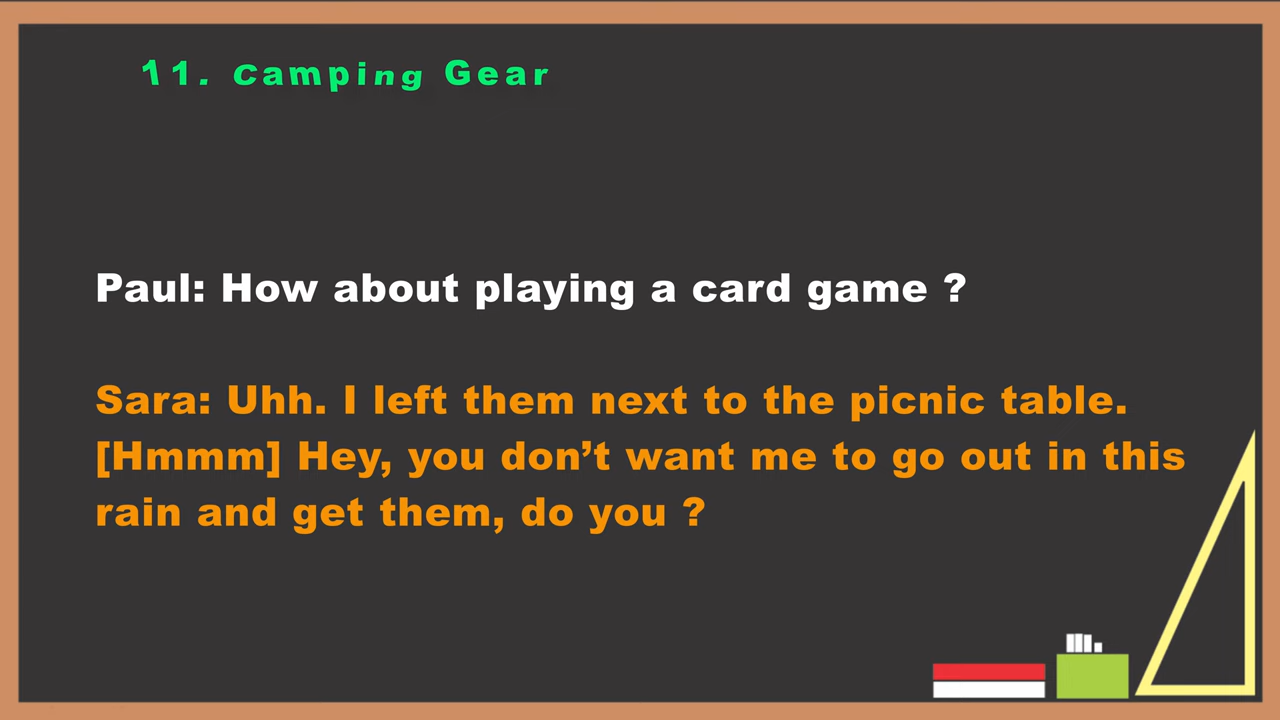 11. Camping Gear
Paul: How about playing a card game ?
Sara: Uhh. I left them next to the picnic table.
[Hmmm] Hey, you don’t want me to go out in this
rain and get them, do you ?